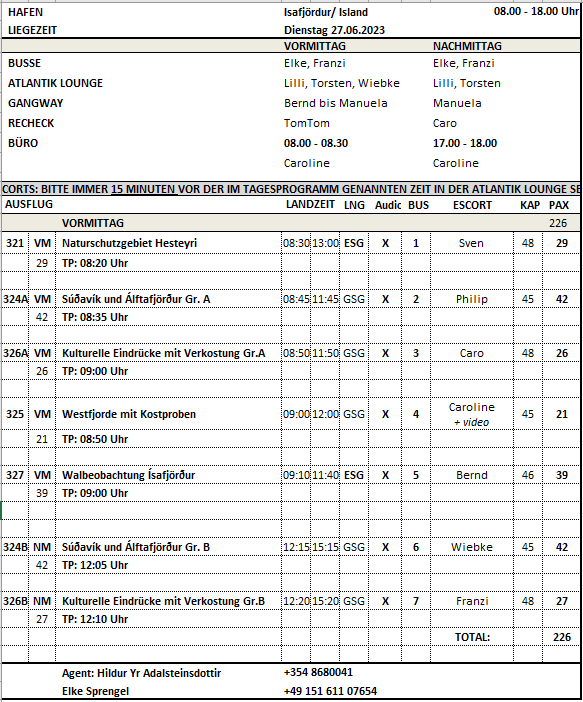 HAFEN Isafjördur/ Island 08.00 - 18.00 Uhr
LIEGEZEIT Dienstag 27.06.2023
VORMITTAG NACHMITTAG
BUSSE Elke, Franzi Elke, Franzi
ATLANTIK LOUNGE Lilli, Torsten, Wiebke Lilli, Torsten
GANGWAY Bernd bis Manuela Manuela
RECHECK TomTom Caro
BÜRO 08.00 - 08.30 17.00 - 18.00
Caroline Caroline
CORTS: BITTE IMMER 15 MINUTEN VOR DER IM TAGESPROGRAMM GENANNTEN ZEIT IN DER ATLANTIK LOUNGE SE
AUSFLUG LANDZEIT LNG Audio BUS ESCORT KAP PAX
VORMITTAG 226
321 VM Naturschutzgebiet Hesteyri 08:30 13:00 ESG X 1 Sven 48 29
29 TP: 08:20 Uhr
324A VM Súðavík und Álftafjörður Gr. A 08:45 11:45 GSG X 2 Philip 45 42
42 TP: 08:35 Uhr
326A VM Kulturelle Eindrücke mit Verkostung Gr.A 08:50 11:50 GSG X 3 Caro 48 26
26 TP: 09:00 Uhr
325 VM Westfjorde mit Kostproben 09:00 12:00 GSG X 4 Caroline 45 21
+ video
21 TP: 08:50 Uhr
327 VM Walbeobachtung Ísafjörður 09:10 11:40 ESG X 5 Bernd 46 39
39 TP: 09:00 Uhr
324B NM Súðavík und Álftafjörður Gr. B 12:15 15:15 GSG X 6 Wiebke 45 42
42 TP: 12:05 Uhr
326B NM Kulturelle Eindrücke mit Verkostung Gr.B 12:20 15:20 GSG X 7 Franzi 48 27
27 TP: 12:10 Uhr
TOTAL: 226
Agent: Hildur Yr Adalsteinsdottir +354 8680041
Elke Sprengel +49 151 611 07654